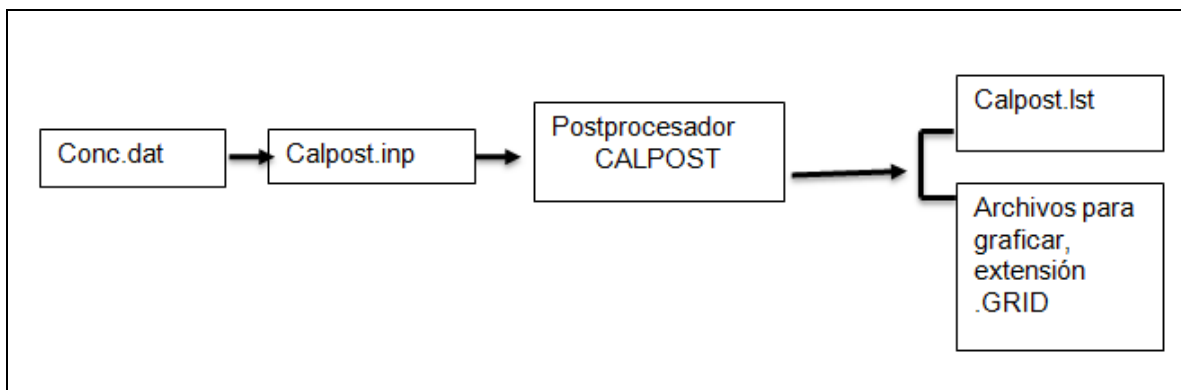 Conc.dat
Calpost.inp
Postprocesador
CALPOST
Calpost.lst
Archivos para
graficar,
extensión
.GRID